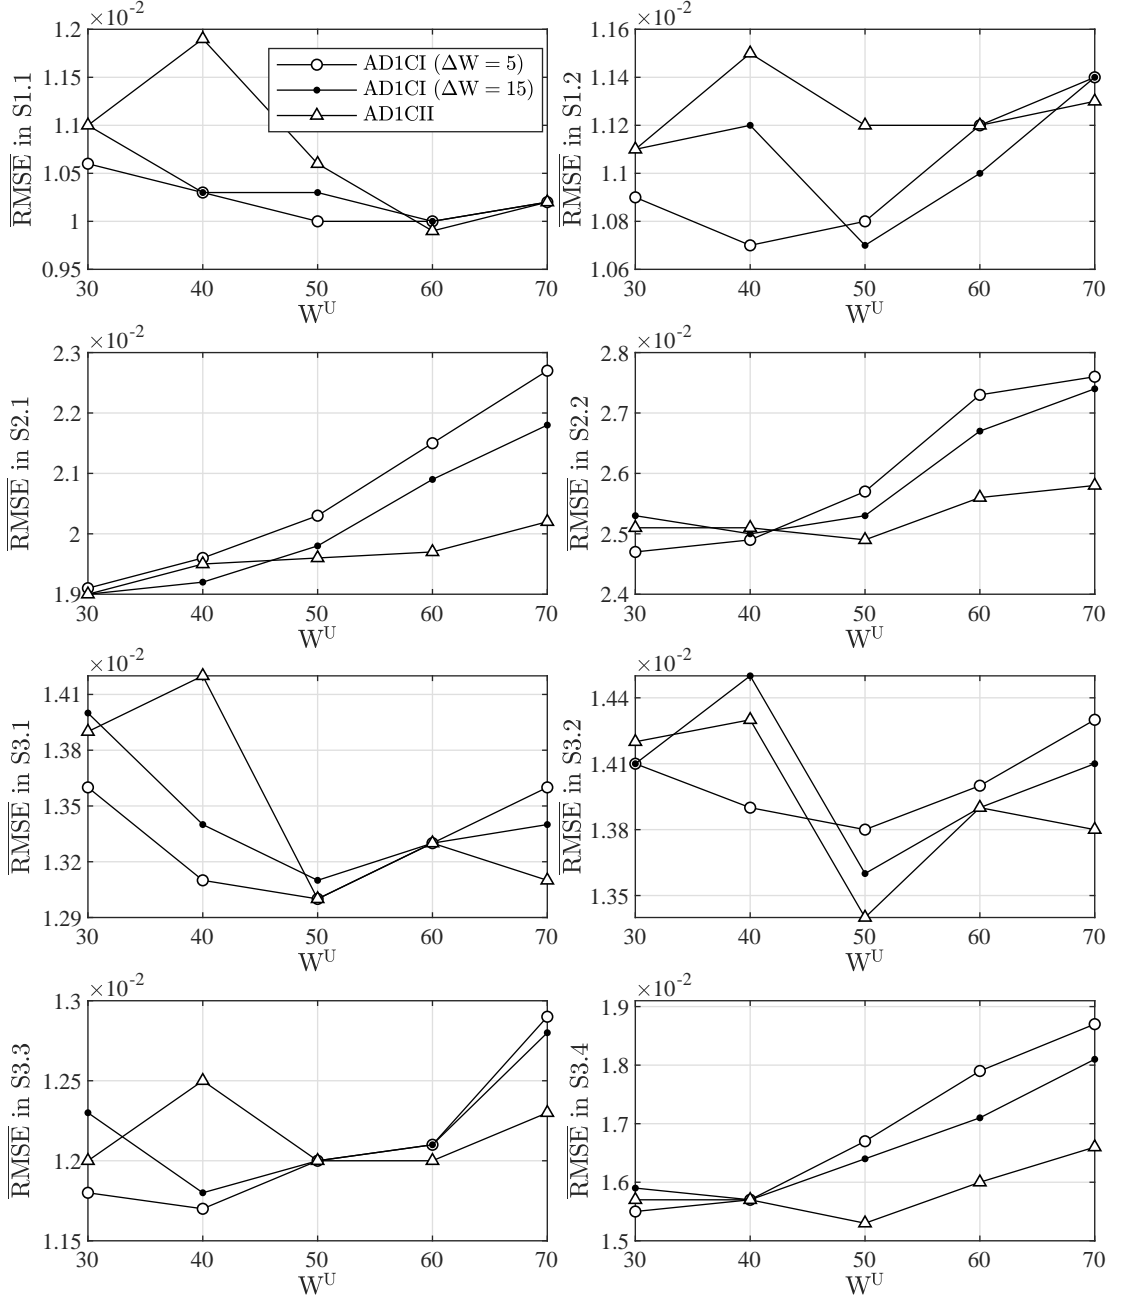 ×10⁻²
1.2
1.15
1.1
1.05
1
0.95
30 40 50 60 70
Wᵁ
R̅M̅S̅E̅ in S1.1
AD1CI (ΔW = 5)
AD1CI (ΔW = 15)
AD1CII
×10⁻²
1.16
1.14
1.12
1.1
1.08
1.06
30 40 50 60 70
Wᵁ
R̅M̅S̅E̅ in S1.2
×10⁻²
2.3
2.2
2.1
2
1.9
30 40 50 60 70
Wᵁ
R̅M̅S̅E̅ in S2.1
×10⁻²
2.8
2.7
2.6
2.5
2.4
30 40 50 60 70
Wᵁ
R̅M̅S̅E̅ in S2.2
×10⁻²
1.41
1.38
1.35
1.32
1.29
30 40 50 60 70
Wᵁ
R̅M̅S̅E̅ in S3.1
×10⁻²
1.44
1.41
1.38
1.35
30 40 50 60 70
Wᵁ
R̅M̅S̅E̅ in S3.2
×10⁻²
1.3
1.25
1.2
1.15
30 40 50 60 70
Wᵁ
R̅M̅S̅E̅ in S3.3
×10⁻²
1.9
1.8
1.7
1.6
1.5
30 40 50 60 70
Wᵁ
R̅M̅S̅E̅ in S3.4